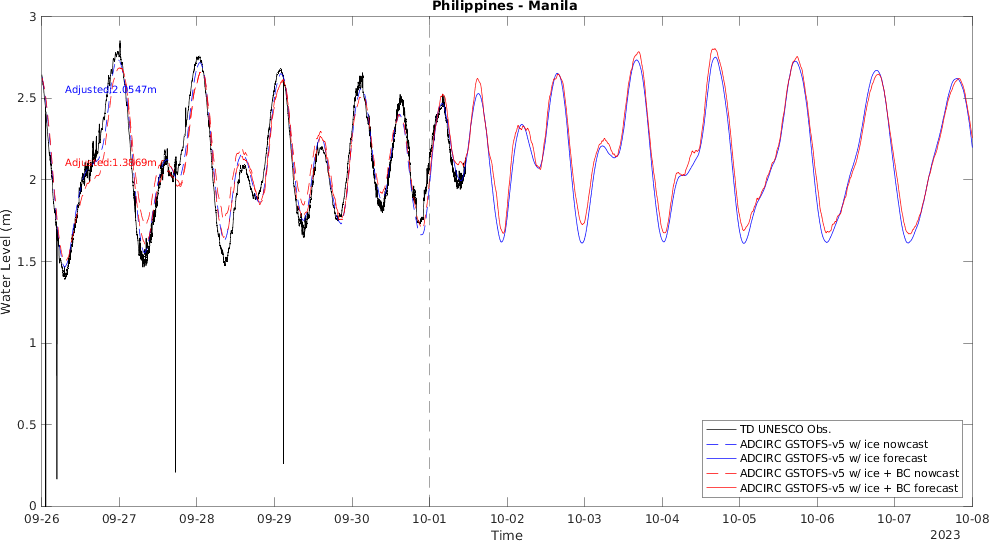 Philippines - Manila
3
2.5
2
1.5
1
0.5
0
Water Level (m)
Adjusted:2.0547m
Adjusted:1.3869m
TD UNESCO Obs.
ADCIRC GSTOFS-v5 w/ ice nowcast
ADCIRC GSTOFS-v5 w/ ice forecast
ADCIRC GSTOFS-v5 w/ ice + BC nowcast
ADCIRC GSTOFS-v5 w/ ice + BC forecast
09-26 09-27 09-28 09-29 09-30 10-01 10-02 10-03 10-04 10-05 10-06 10-07 10-08
Time
2023